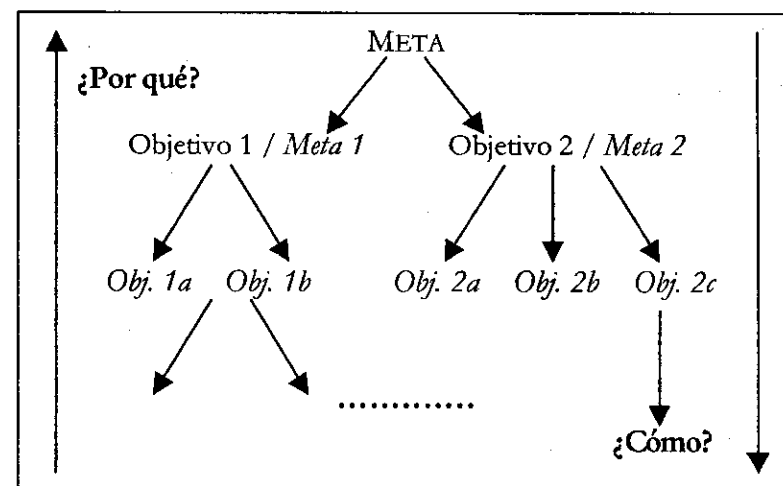 META
¿Por qué?
Objetivo 1 / Meta 1 Objetivo 2 / Meta 2
Obj. 1a Obj. 1b Obj. 2a Obj. 2b Obj. 2c
.............
¿Cómo?